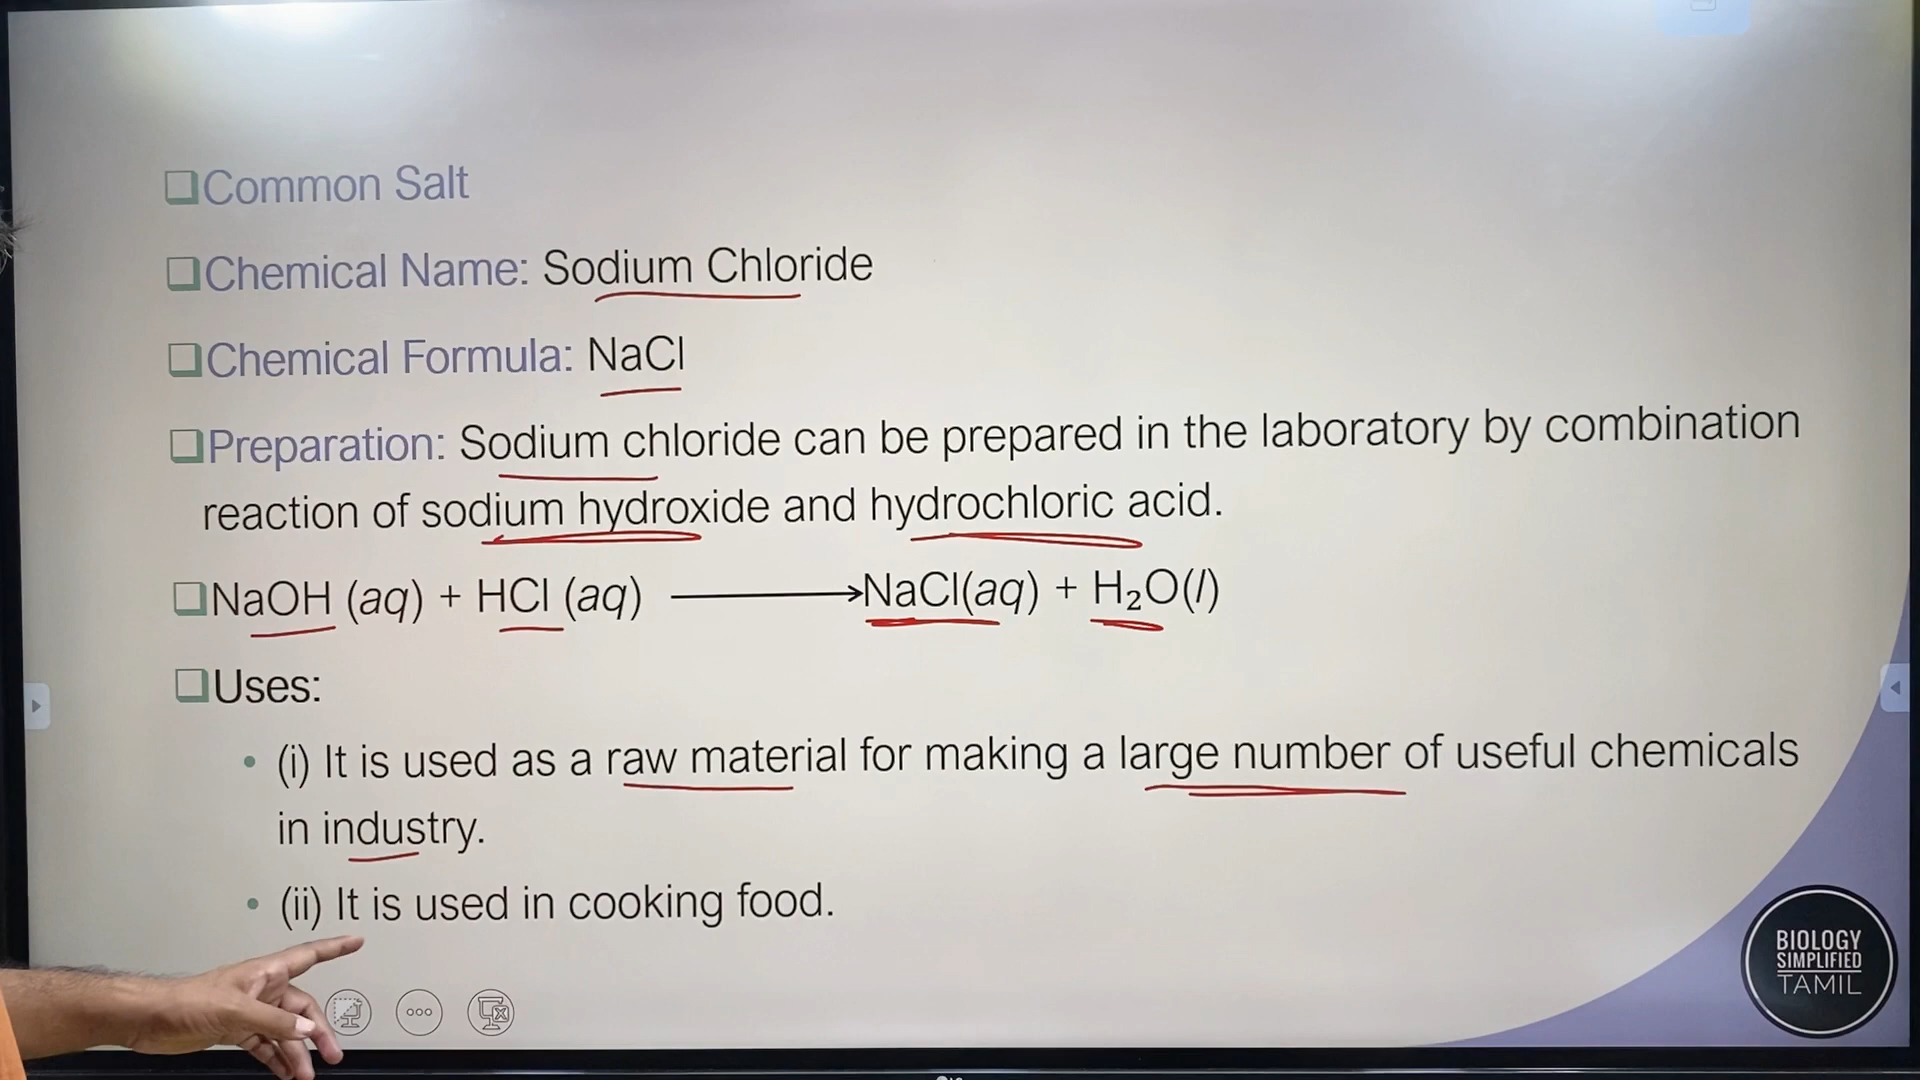 Common Salt
Chemical Name: Sodium Chloride
Chemical Formula: NaCl
Preparation: Sodium chloride can be prepared in the laboratory by combination
reaction of sodium hydroxide and hydrochloric acid.
NaOH (aq) + HCl (aq) ⟶NaCl(aq) + H₂O(l)
Uses:
• (i) It is used as a raw material for making a large number of useful chemicals
in industry.
• (ii) It is used in cooking food.
BIOLOGY
SIMPLIFIED
TAMIL